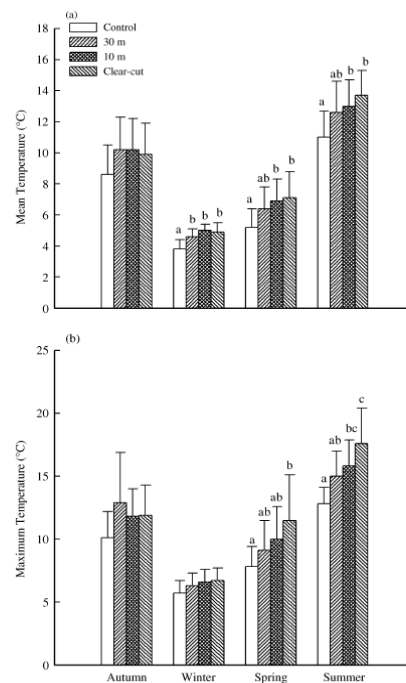 (a)
Control
30 m
10 m
Clear-cut
Mean Temperature (°C)
18
16
14
12
10
8
6
4
2
0
a
b
b
b
a
ab
b
b
a
ab
b
b
(b)
Maximum Temperature (°C)
25
20
15
10
5
0
a
ab
ab
b
a
ab
bc
c
Autumn
Winter
Spring
Summer